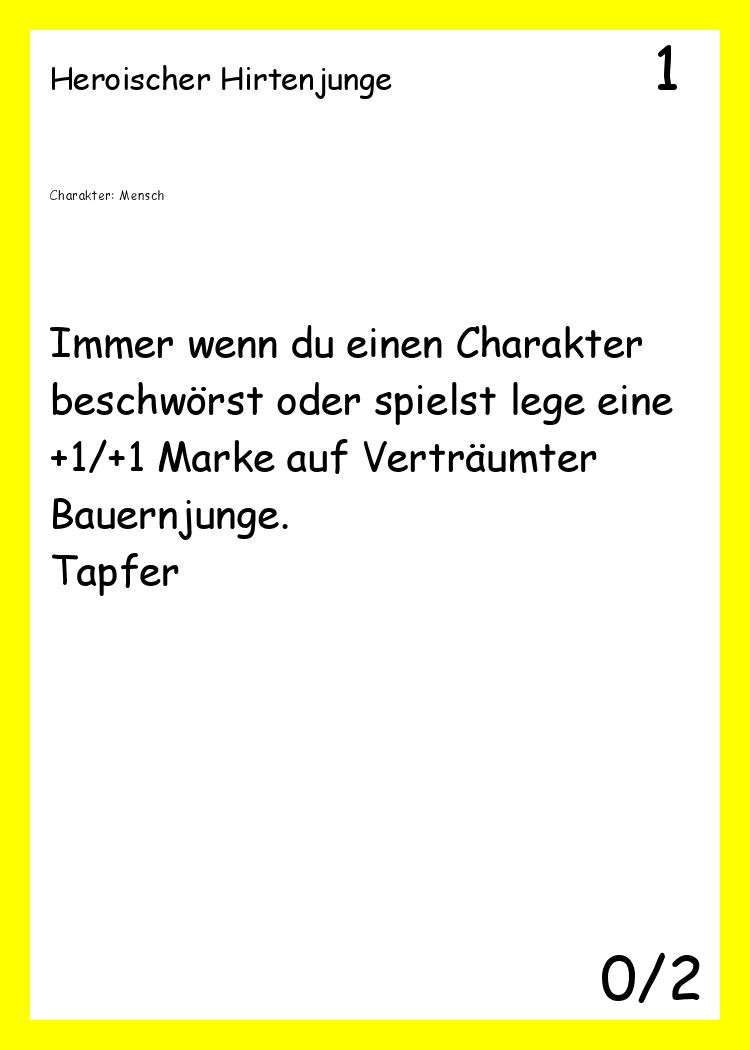 Heroischer Hirtenjunge
1
Charakter: Mensch
Immer wenn du einen Charakter
beschwörst oder spielst lege eine
+1/+1 Marke auf Verträumter
Bauernjunge.
Tapfer
0/2